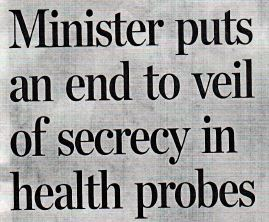 Minister puts
an end to veil
of secrecy in
health probes